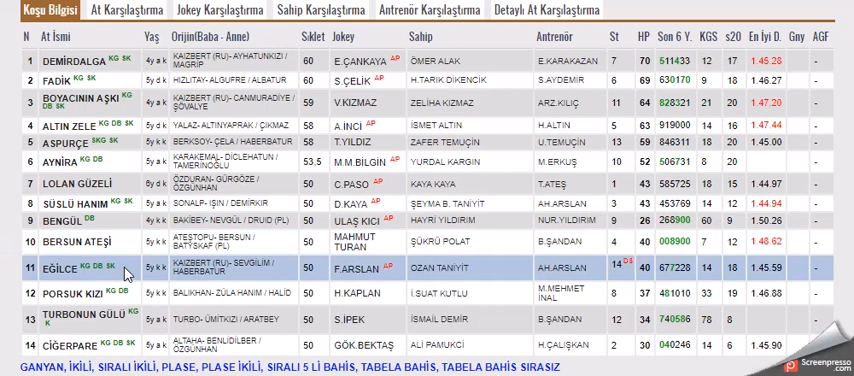 Koşu Bilgisi At Karşılaştırma Jokey Karşılaştırma Sahip Karşılaştırma Antrenör Karşılaştırma Detaylı At Karşılaştırma
N At İsmi Yaş Orijin(Baba - Anne) Sıklet Jokey Sahip Antrenör St HP Son 6 Y. KGS s20 En İyi D. Gny AGF
1 DEMİRDALGA KG SK 4y a k KAIZBERT (RU)- AYHATUNKIZI / MAGRİP 60 E.ÇANKAYA AP ÖMER ALAK E.KARAKAZAN 7 70 511433 12 17 1.45.28 -
2 FADİK KG SK 5y d k HIZLITAY- ALGUFRE / ALBATUR 60 S.ÇELİK AP H.TARIK DİKENCİK S.AYDEMİR 6 69 630170 9 18 1.46.27 -
3 BOYACININ AŞKI KG DB SK 4y a k KAIZBERT (RU)- CANMURADİYE / ŞÖVALYE 59 V.KIZMAZ ZELİHA KIZMAZ ARZ.KILIÇ 11 64 828321 21 20 1.47.20 -
4 ALTIN ZELE KG DB SK 6y d k YALAZ- ALTINYAPRAK / ÇIKMAZ 58 A.İNCİ AP İSMET ALTIN H.ALTIN 5 63 919000 14 16 1.47.44 -
5 ASPURÇE SKG SK 4y k k BERKSOY- ÇELA / HABERBATUR 58 T.YILDIZ ZAFER TEMUÇİN U.TEMUÇİN 13 59 846311 18 20 1.45.00 -
6 AYNİRA KG DB 5y a k KARAKEMAL- DİCLEHATUN / TAMERİNOĞLU 53,5 M.M.BİLGİN AP YURDAL KARGIN M.ERKUŞ 10 52 506731 8 20 -
7 LOLAN GÜZELİ 6y d k ÖZDURAN- GÜRGÖZE / ÖZGÜNHAN 50 C.PASO AP KAYA KAYA T.ATEŞ 1 43 585725 18 15 1.44.97 -
8 SÜSLÜ HANIM KG SK 5y a k SONALP- IŞIN / DEMİRKIR 50 D.KAYA AP ŞEYMA B. TANİYİT AH.ARSLAN 3 43 453769 14 12 1.44.94 -
9 BENGÜL DB 4y k k BAKİBEY- NEVGÜL / DRUID (PL) 50 ULAŞ KICI AP HAYRİ YILDIRIM NUR.YILDIRIM 9 26 268900 60 9 1.50.26 -
10 BERSUN ATEŞİ 5y k k ATEŞTOPU- BERSUN / BATYSKAF (PL) 50 MAHMUT TURAN ŞÜKRÜ POLAT B.ŞANDAN 4 40 008900 7 12 1.48.62 -
11 EĞİLCE KG DB SK 5y k k KAIZBERT (RU)- SEVGİLİM / HABERBATUR 50 F.ARSLAN AP OZAN TANİYİT AH.ARSLAN 14 DS 40 677228 14 18 1.45.59 -
12 PORSUK KIZI KG DB 5y k k BALIKHAN- ZÜLA HANIM / HALİD 50 H.KAPLAN İ.SUAT KUTLU M.MEHMET İNAL 8 37 481010 33 19 1.46.88 -
13 TURBONUN GÜLÜ KG K 6y a k TURBO- ÜMİTKIZI / ARATBEY 50 S.İPEK İSMAİL DEMİR B.ŞANDAN 12 34 740586 78 8 -
14 CİĞERPARE KG SK 5y a k ALTAHA- BENLİDİLBER / ÖZGÜNHAN 50 GÖK.BEKTAŞ ALİ PAMUKCI H.ÇALIŞKAN 2 30 040246 14 6 1.45.90 -
GANYAN, İKİLİ, SIRALI İKİLİ, PLASE, PLASE İKİLİ, SIRALI 5 Lİ BAHİS, TABELA BAHİS, TABELA BAHİS SIRASIZ
Screenpresso
.com